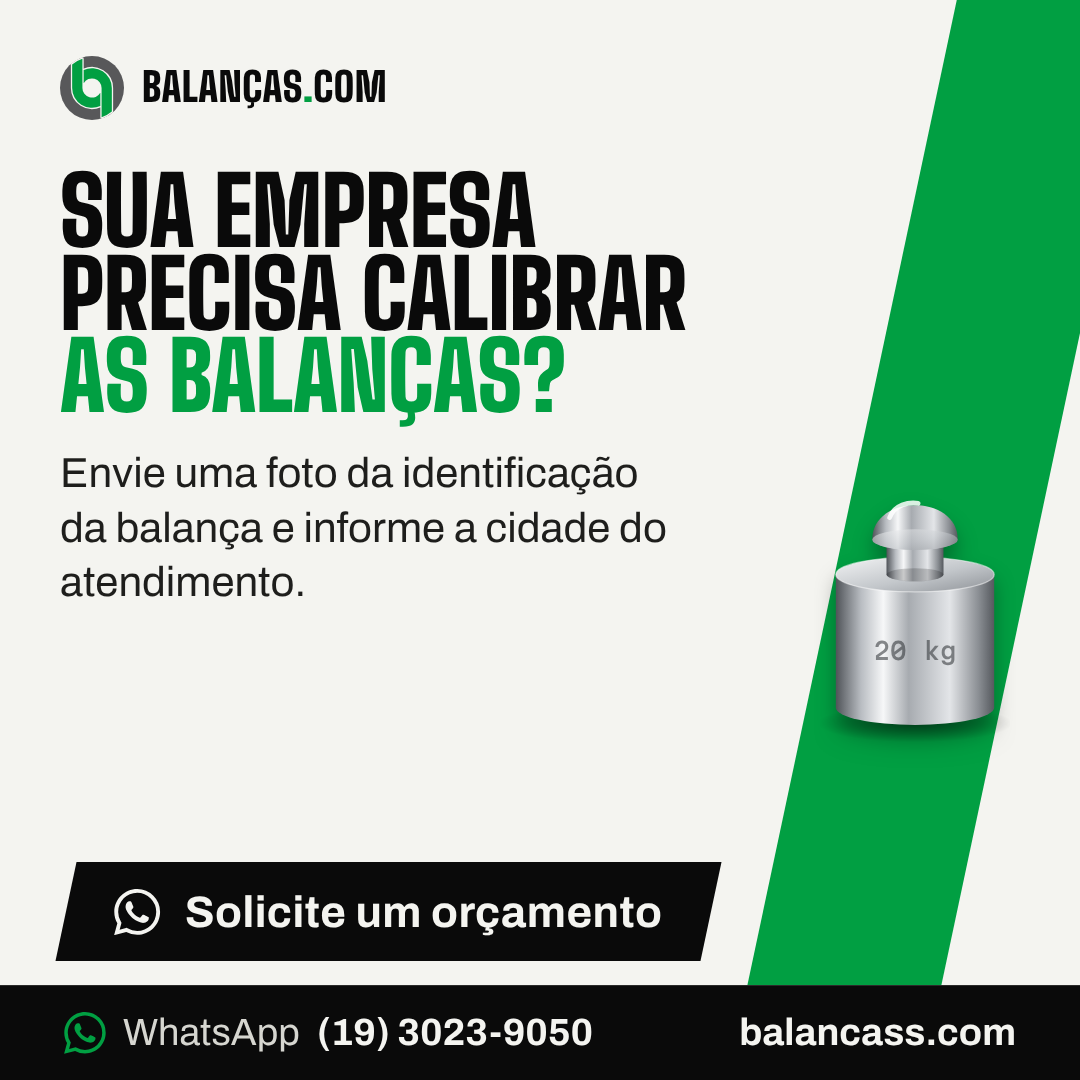 BALANÇAS.COM
SUA EMPRESA
PRECISA CALIBRAR
AS BALANÇAS?
Envie uma foto da identificação
da balança e informe a cidade do
atendimento.
20 kg
Solicite um orçamento
WhatsApp (19) 3023-9050
balancass.com